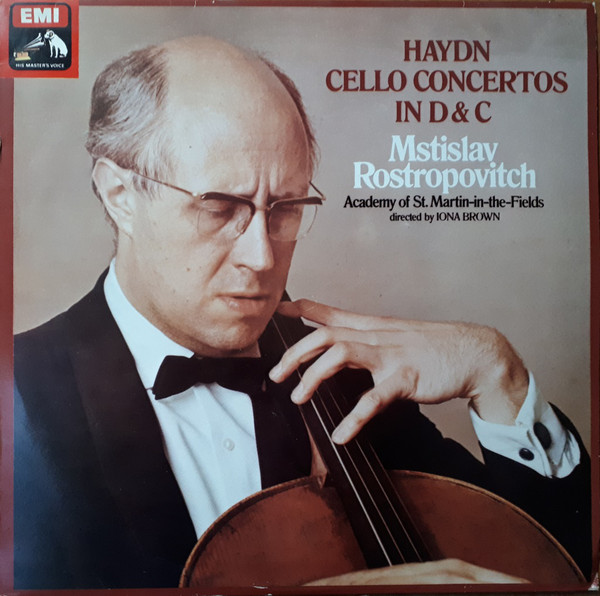 EMI
HIS MASTER'S VOICE
HAYDN
CELLO CONCERTOS
IN D & C
Mstislav
Rostropovitch
Academy of St. Martin-in-the-Fields
directed by IONA BROWN